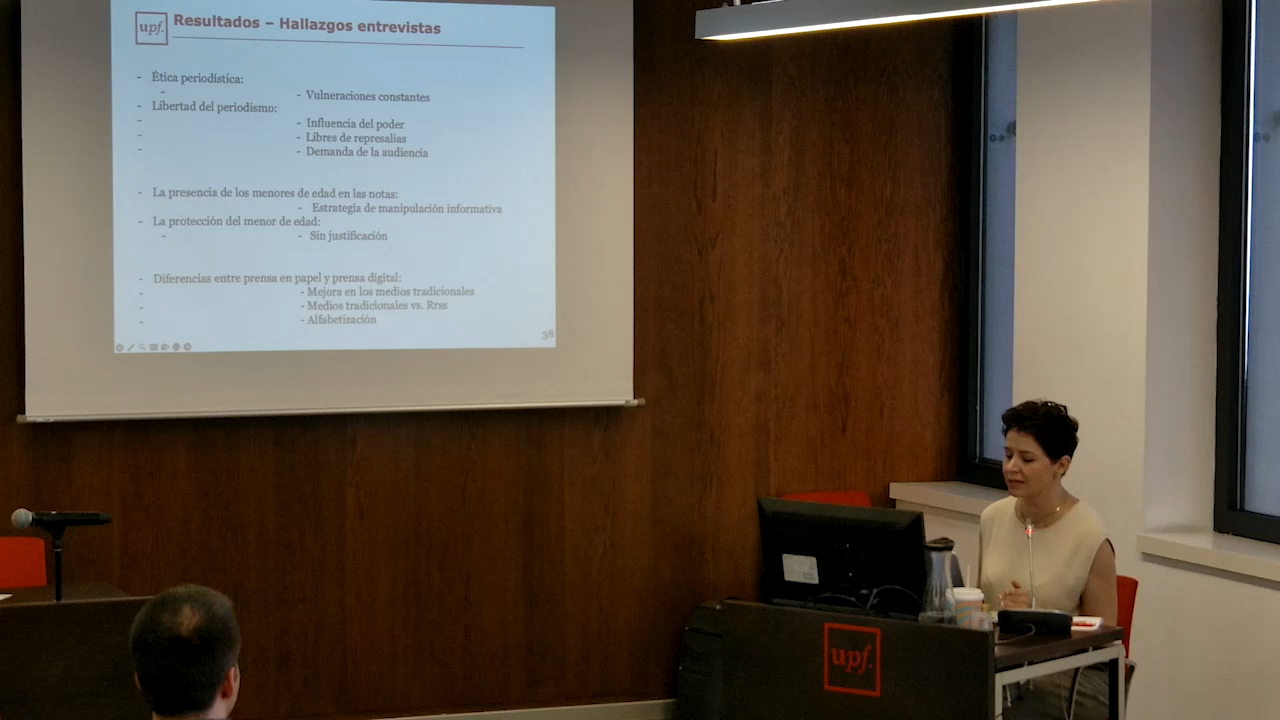 upf.
Resultados – Hallazgos entrevistas
- Ética periodística:
-
- Vulneraciones constantes
- Libertad del periodismo:
- - Influencia del poder
- - Libres de represalias
- - Demanda de la audiencia
- La presencia de los menores de edad en las notas:
- Estrategia de manipulación informativa
- La protección del menor de edad:
- - Sin justificación
- Diferencias entre prensa en papel y prensa digital:
- - Mejora en los medios tradicionales
- - Medios tradicionales vs. Rrss
- - Alfabetización
38
upf.